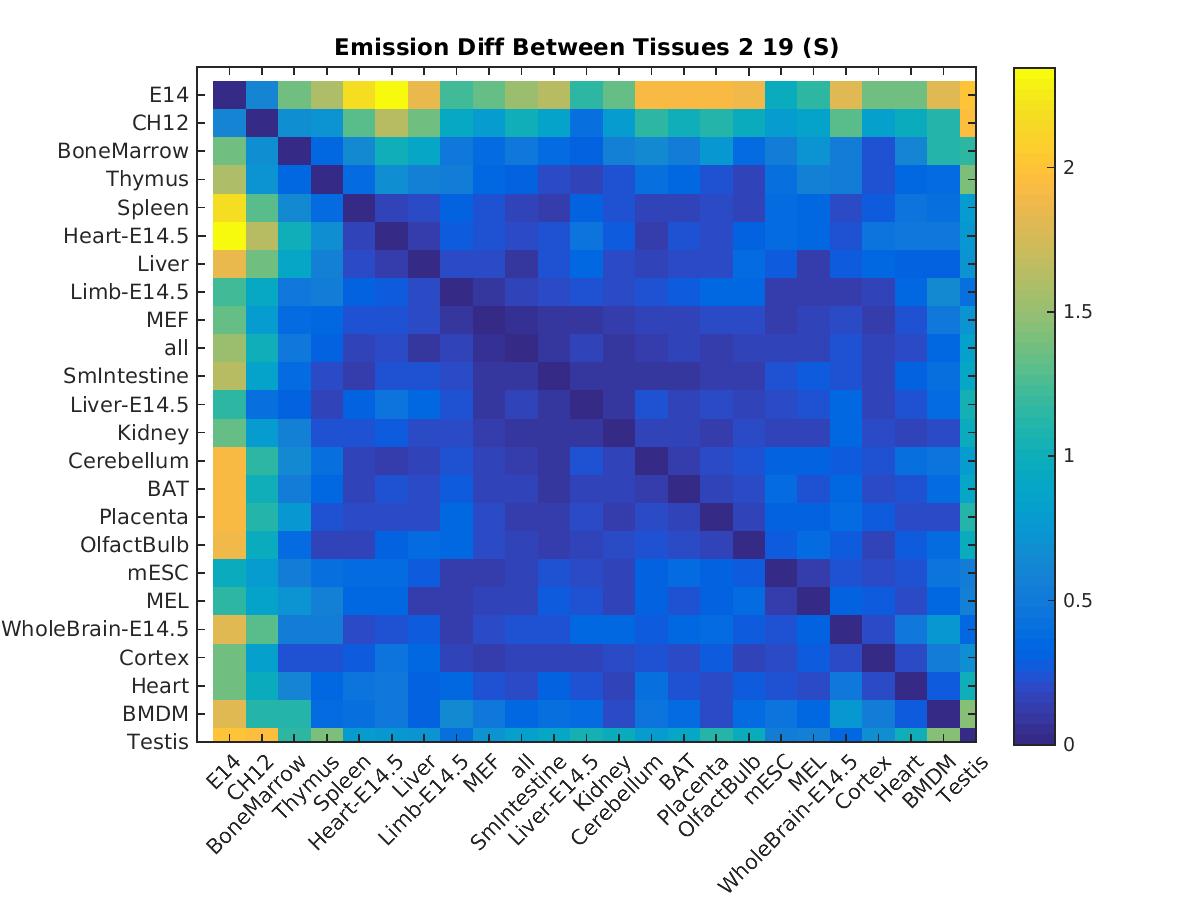 Emission Diff Between Tissues 2 19 (S)
E14
CH12
BoneMarrow
Thymus
Spleen
Heart-E14.5
Liver
Limb-E14.5
MEF
all
SmIntestine
Liver-E14.5
Kidney
Cerebellum
BAT
Placenta
OlfactBulb
mESC
MEL
WholeBrain-E14.5
Cortex
Heart
BMDM
Testis
E14
CH12
BoneMarrow
Thymus
Spleen
Heart-E14.5
Liver
Limb-E14.5
MEF
all
SmIntestine
Liver-E14.5
Kidney
Cerebellum
BAT
Placenta
OlfactBulb
mESC
MEL
WholeBrain-E14.5
Cortex
Heart
BMDM
Testis
2
1.5
1
0.5
0